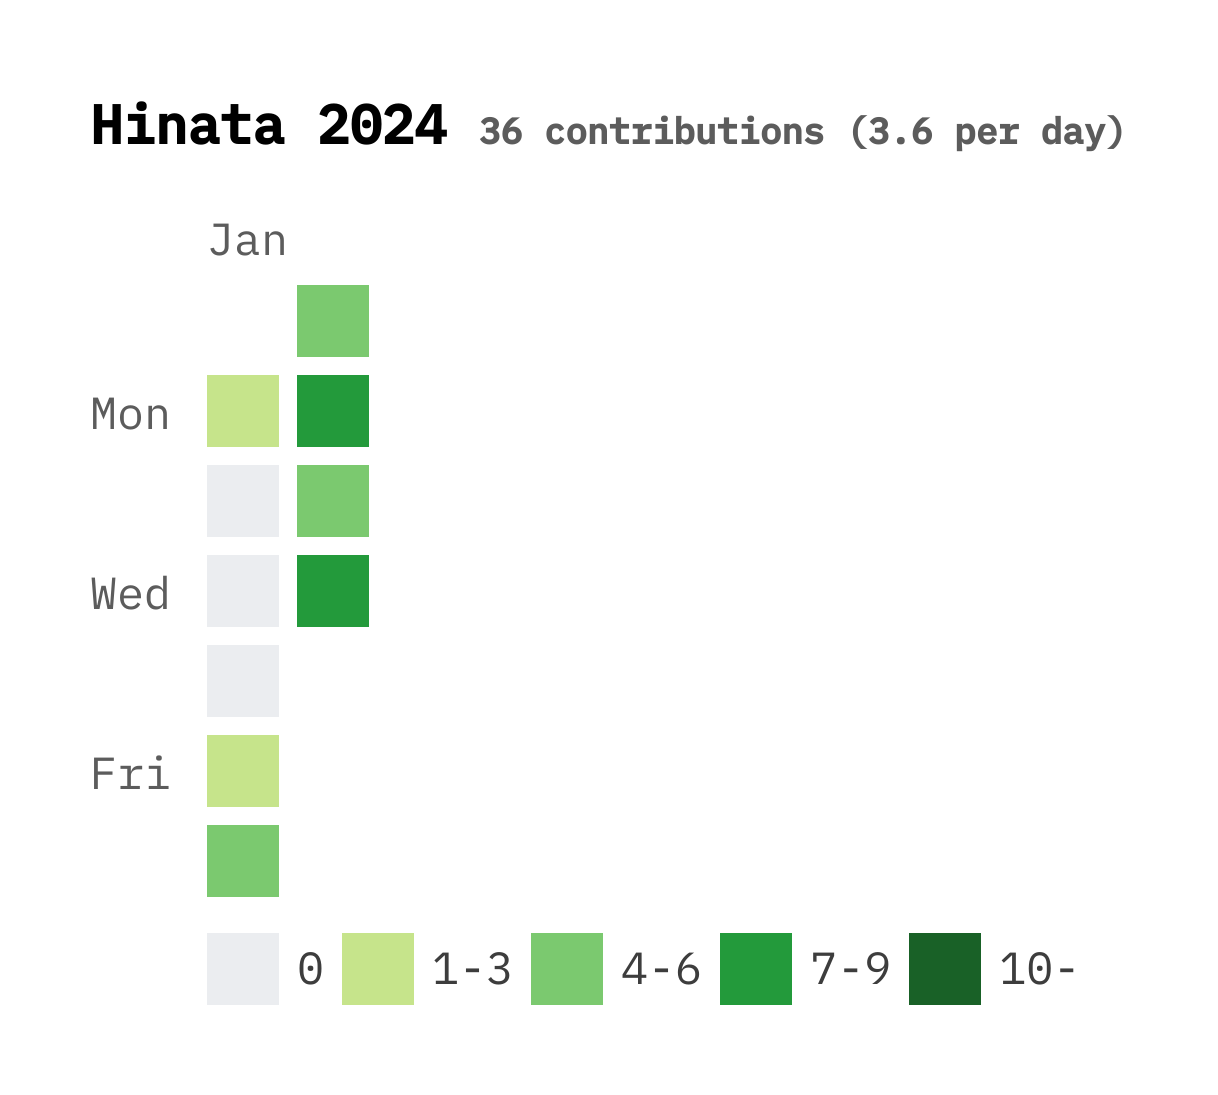 Hinata 2024 36 contributions (3.6 per day)
Jan
Mon
Wed
Fri
0 1-3 4-6 7-9 10-